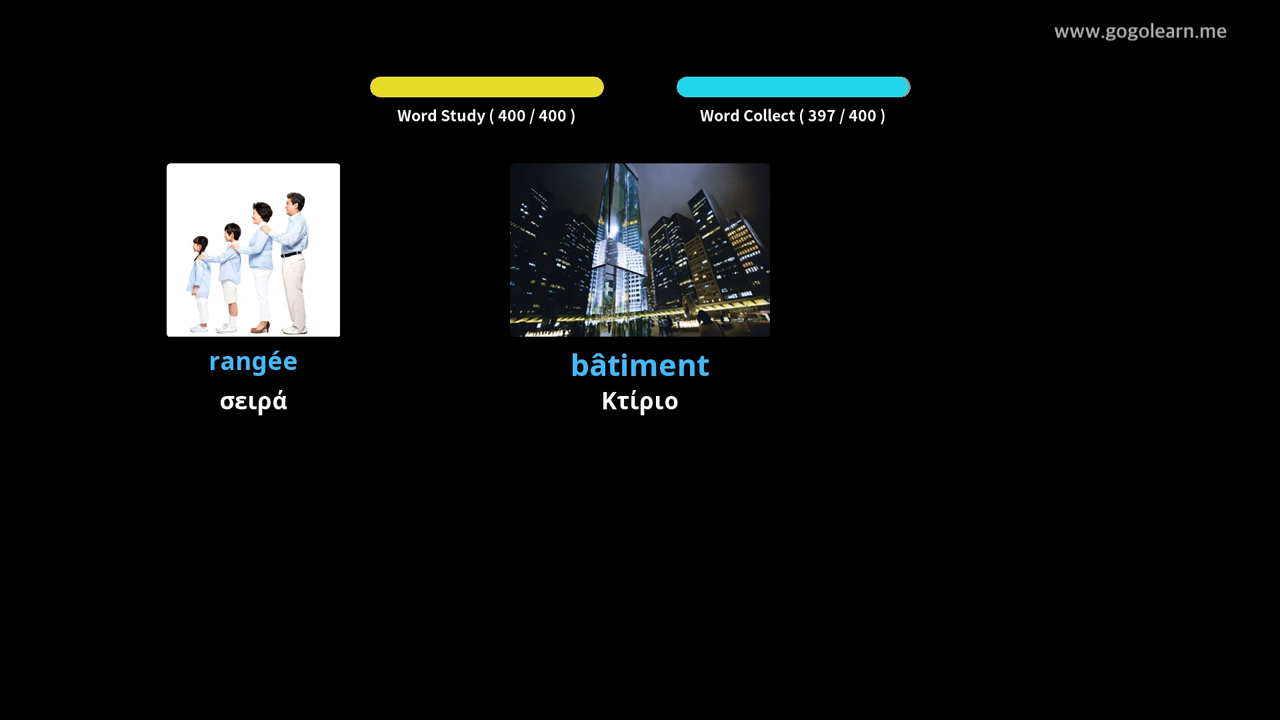 www.gogolearn.me
Word Study ( 400 / 400 )
Word Collect ( 397 / 400 )
rangée
σειρά
bâtiment
Κτίριο